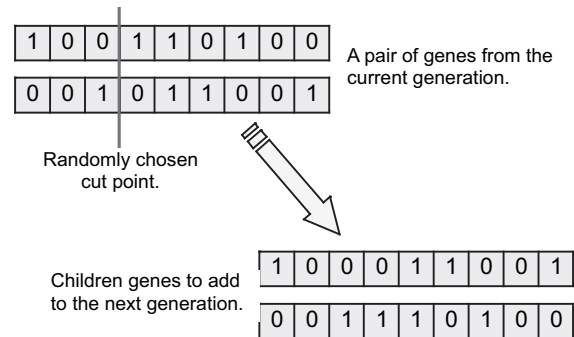 1 0 0 1 1 0 1 0 0
A pair of genes from the
current generation.
0 0 1 0 1 1 0 0 1
Randomly chosen
cut point.
1 0 0 0 1 1 0 0 1
Children genes to add
to the next generation.
0 0 1 1 1 0 1 0 0